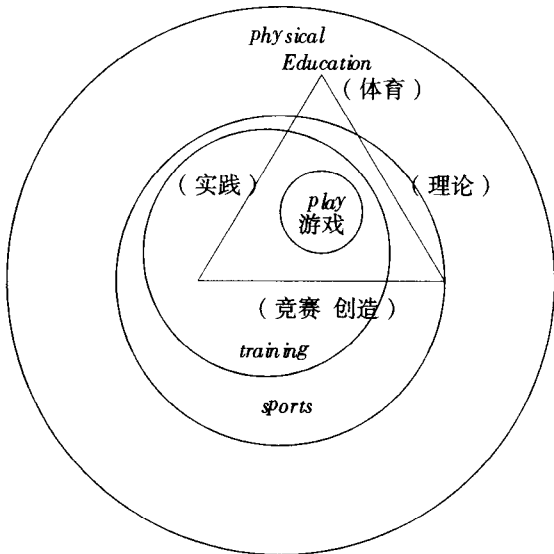 physical
Education
（体育）
（实践）
（理论）
play
游戏
（竞赛 创造）
training
sports